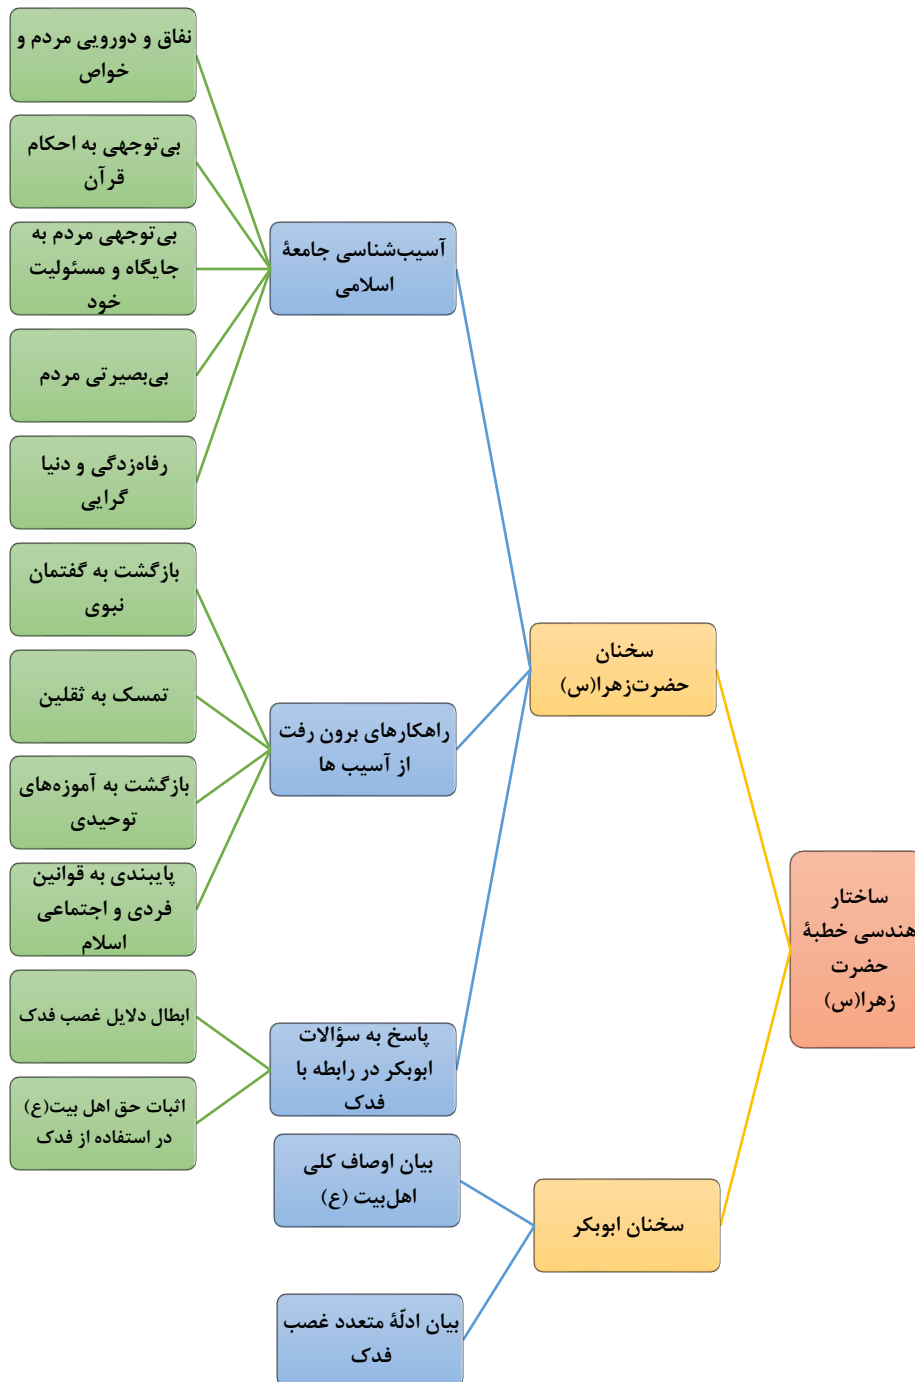 ساختار
هندسی خطبهٔ
حضرت
زهرا(س)
سخنان
حضرت‌زهرا(س)
آسیب‌شناسی جامعهٔ
اسلامی
نفاق و دورویی مردم و
خواص
بی‌توجهی به احکام
قرآن
بی‌توجهی مردم به
جایگاه و مسئولیت
خود
بی‌بصیرتی مردم
رفاه‌زدگی و دنیا
گرایی
راهکارهای برون رفت
از آسیب ها
بازگشت به گفتمان
نبوی
تمسک به ثقلین
بازگشت به آموزه‌های
توحیدی
پایبندی به قوانین
فردی و اجتماعی
اسلام
پاسخ به سؤالات
ابوبکر در رابطه با
فدک
ابطال دلایل غصب فدک
اثبات حق اهل بیت(ع)
در استفاده از فدک
سخنان ابوبکر
بیان اوصاف کلی
اهل‌بیت (ع)
بیان ادلّهٔ متعدد غصب
فدک